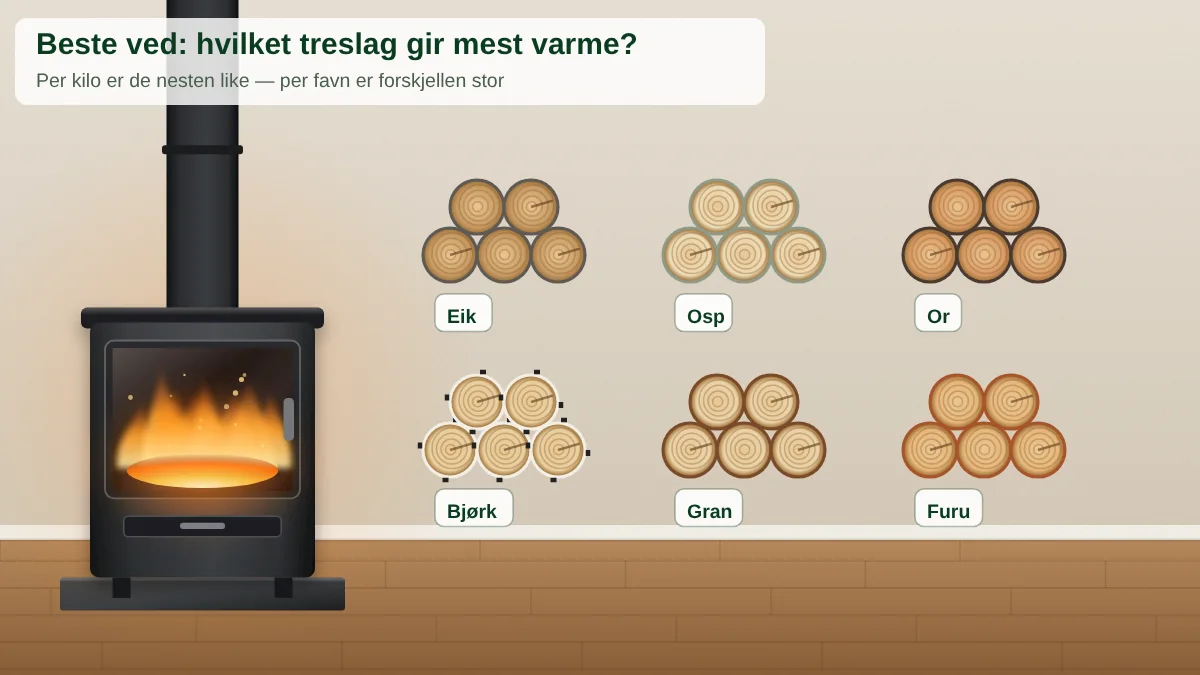 Beste ved: hvilket treslag gir mest varme?
Per kilo er de nesten like — per favn er forskjellen stor
Eik
Osp
Or
Bjørk
Gran
Furu